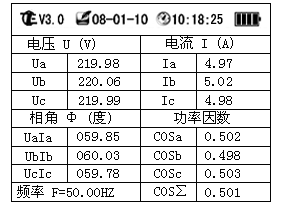 V3.0 08-01-10 10:18:25
电压 U (V) 电流 I (A)
Ua 219.98 Ia 4.97
Ub 220.06 Ib 5.02
Uc 219.99 Ic 4.98
相角 Φ (度) 功率因数
UaIa 059.85 COSa 0.502
UbIb 060.03 COSb 0.498
UcIc 059.78 COSc 0.503
频率 F=50.00HZ COSΣ 0.501